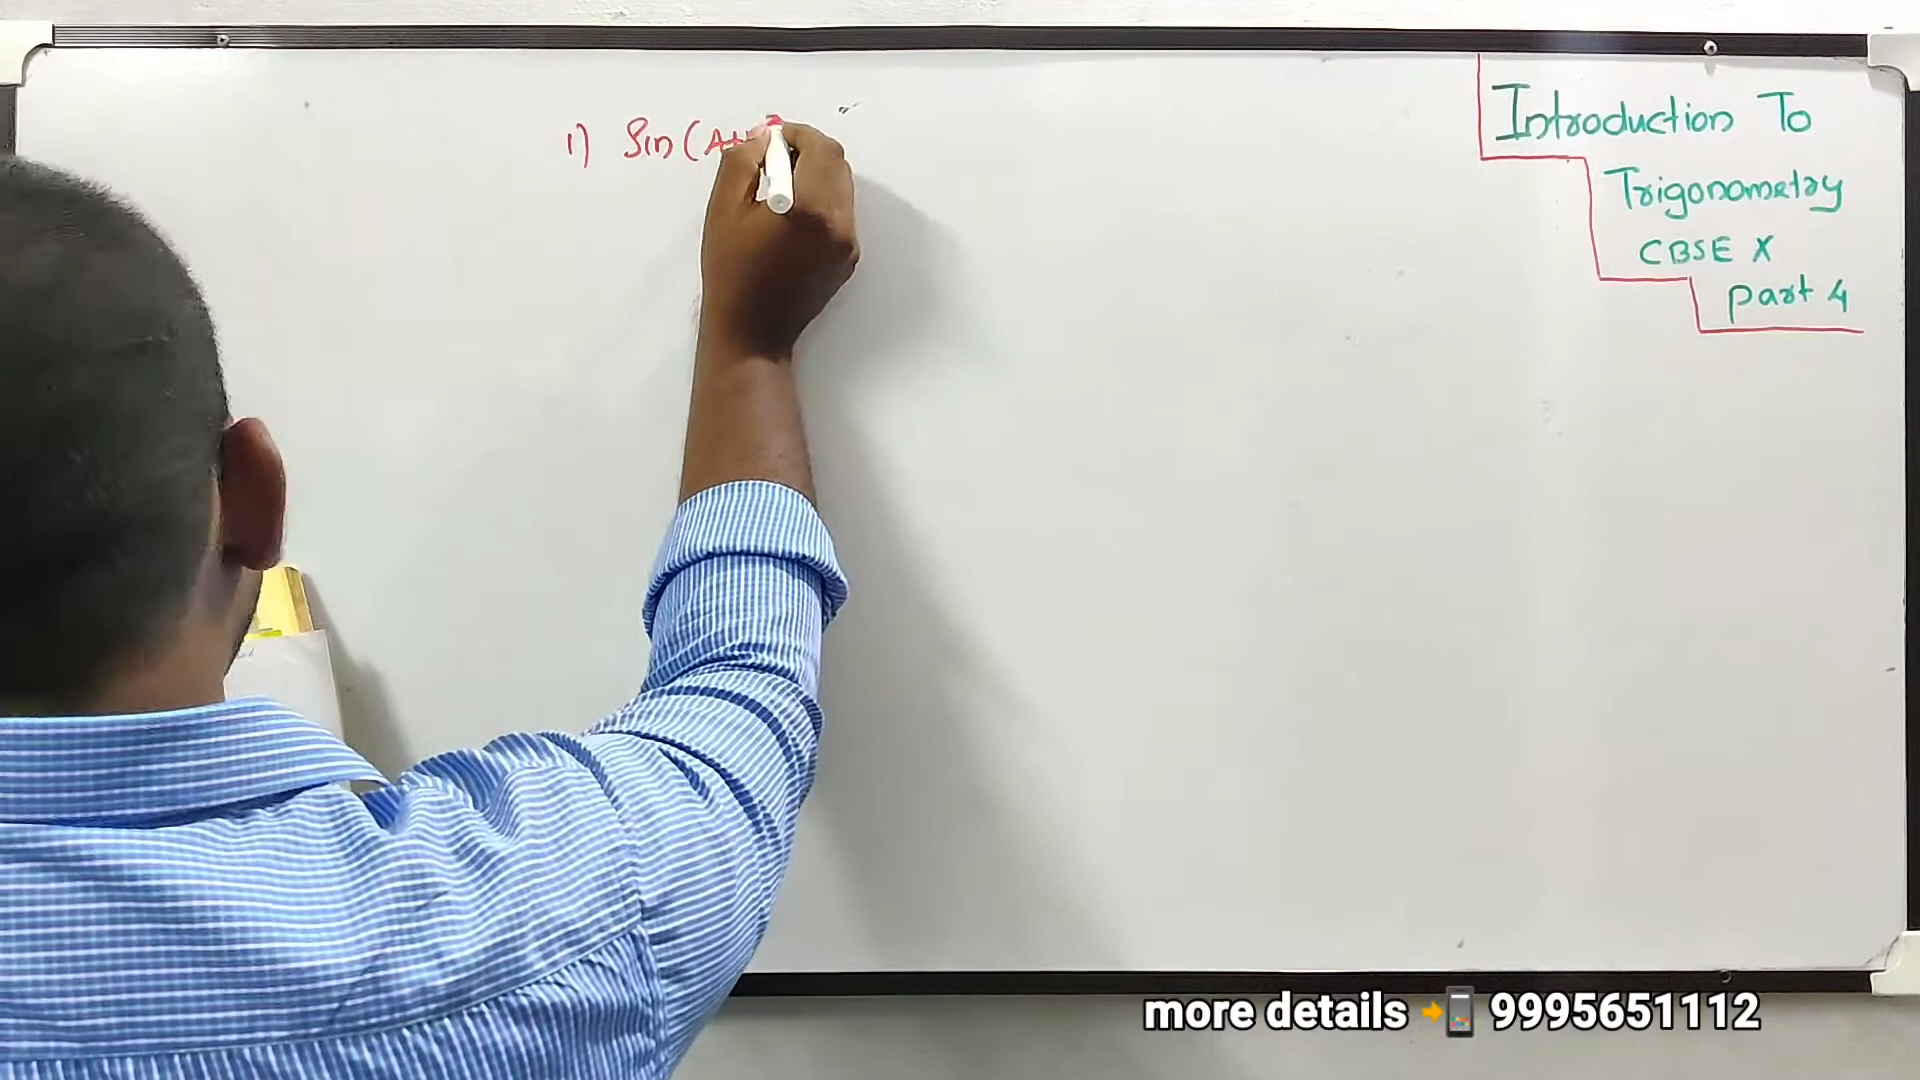 1) Sin (A+
Introduction To
Trigonometry
CBSE X
Part 4
more details 9995651112